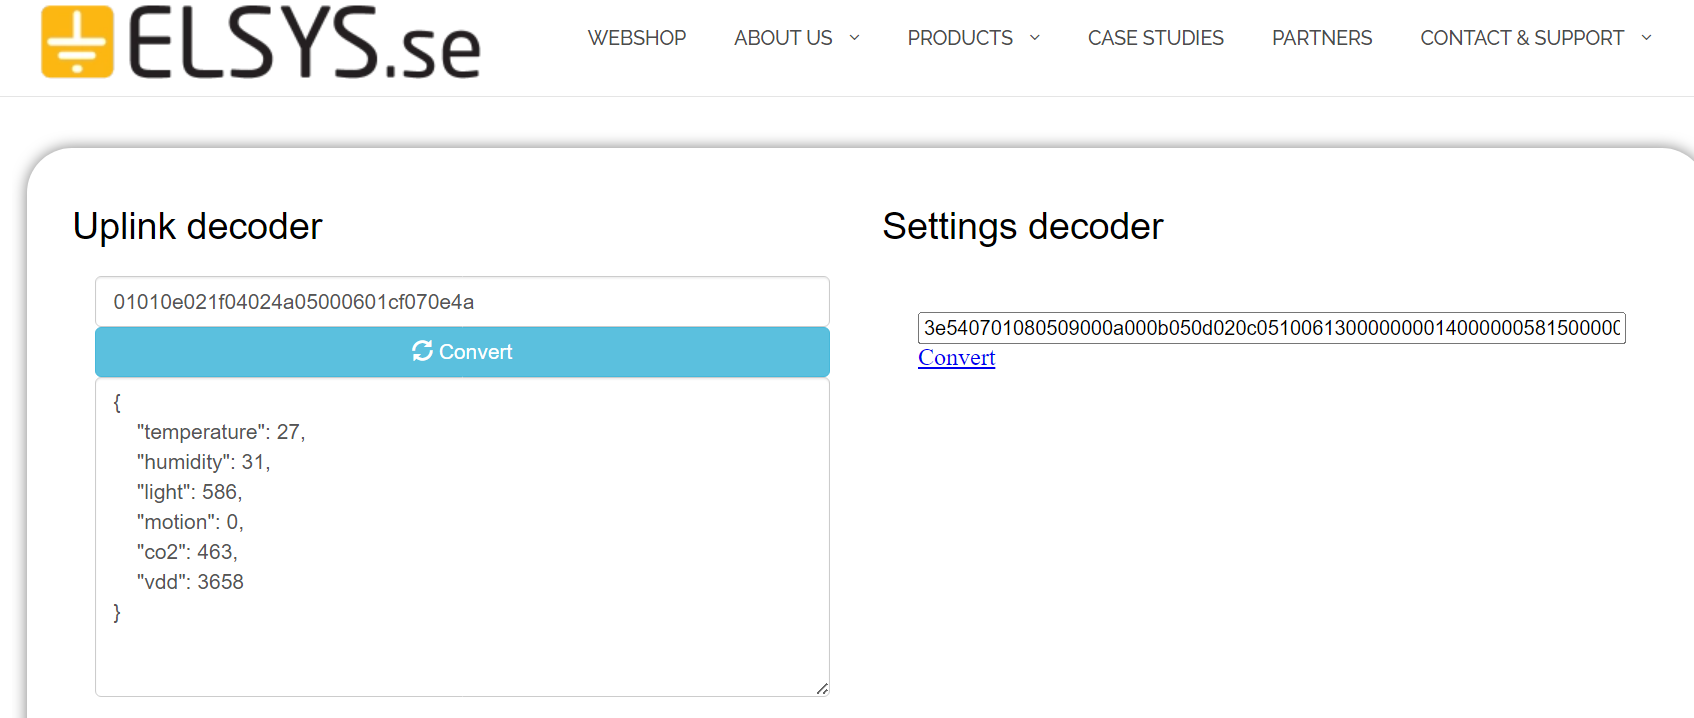 ELSYS.se
WEBSHOP ABOUT US PRODUCTS CASE STUDIES PARTNERS CONTACT & SUPPORT
Uplink decoder
01010e021f04024a05000601cf070e4a
Convert
{
"temperature": 27,
"humidity": 31,
"light": 586,
"motion": 0,
"co2": 463,
"vdd": 3658
}
Settings decoder
3e540701080509000a000b050d020c05100613000000001400000058150000
Convert